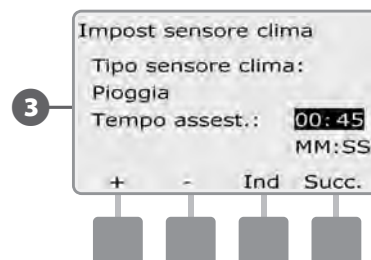 Impost sensore clima
Tipo sensore clima:
Pioggia
3
Tempo assest.: 00:45
MM:SS
+ - Ind Succ.